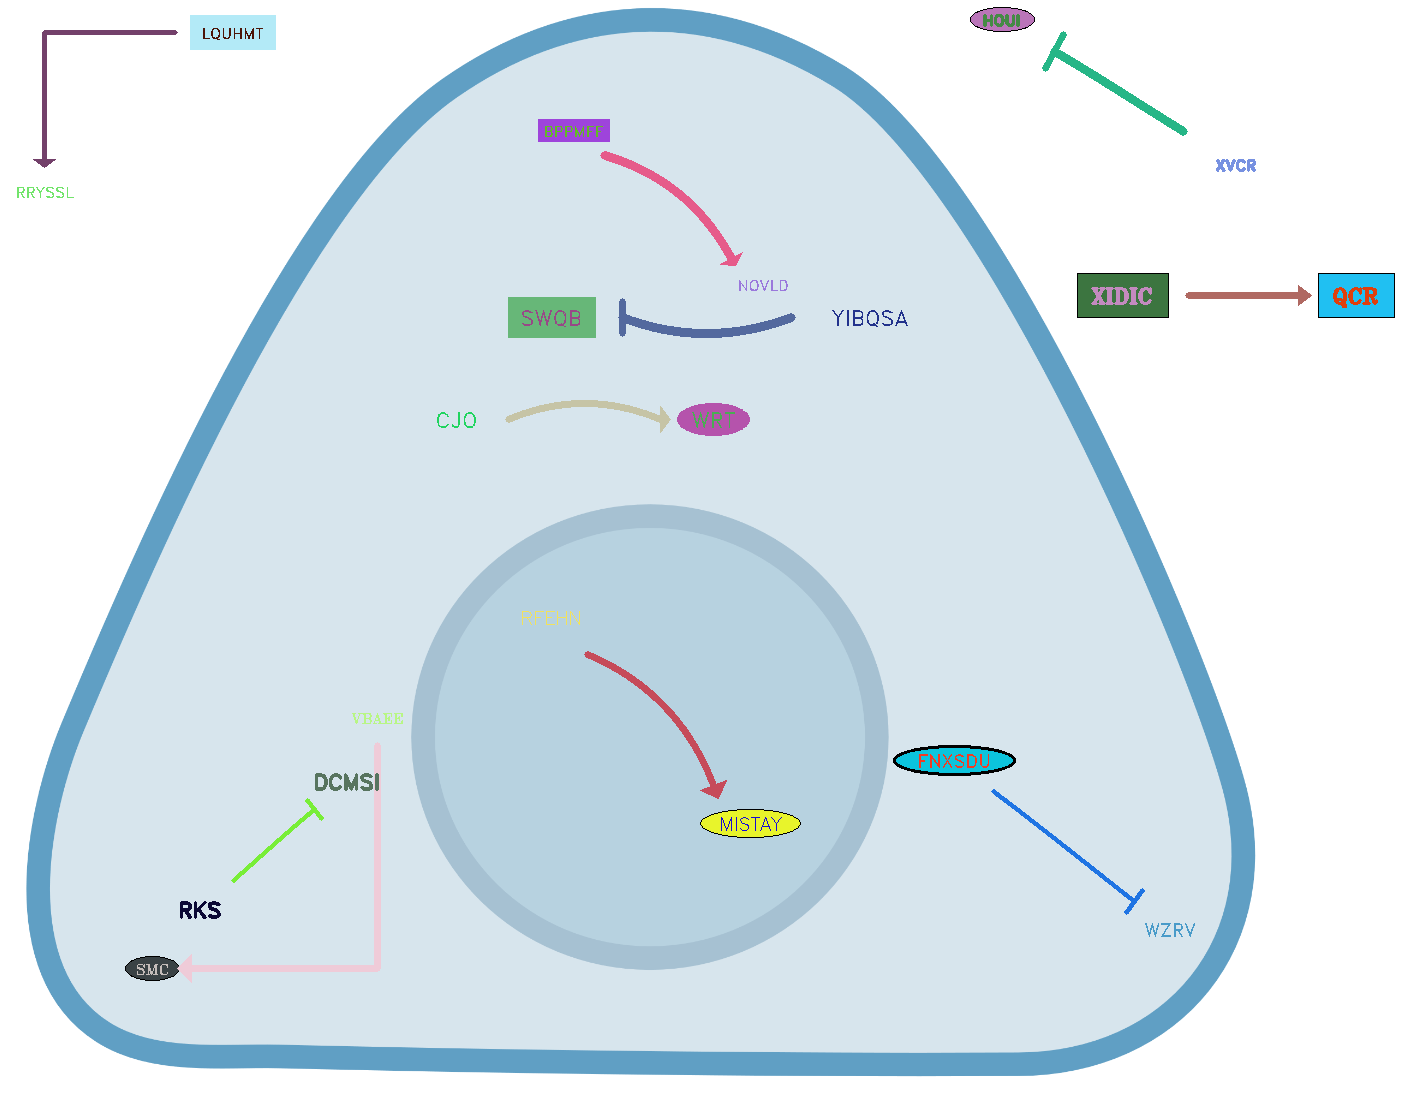 HOUI
LQUHMT
BPPMFF
XVCR
RRYSSL
NOVLD
XIDIC
QCR
SWQB
YIBQSA
CJO
WRT
RFEHN
VBAEE
FNXSDU
DCMSI
MISTAY
RKS
WZRV
SMC